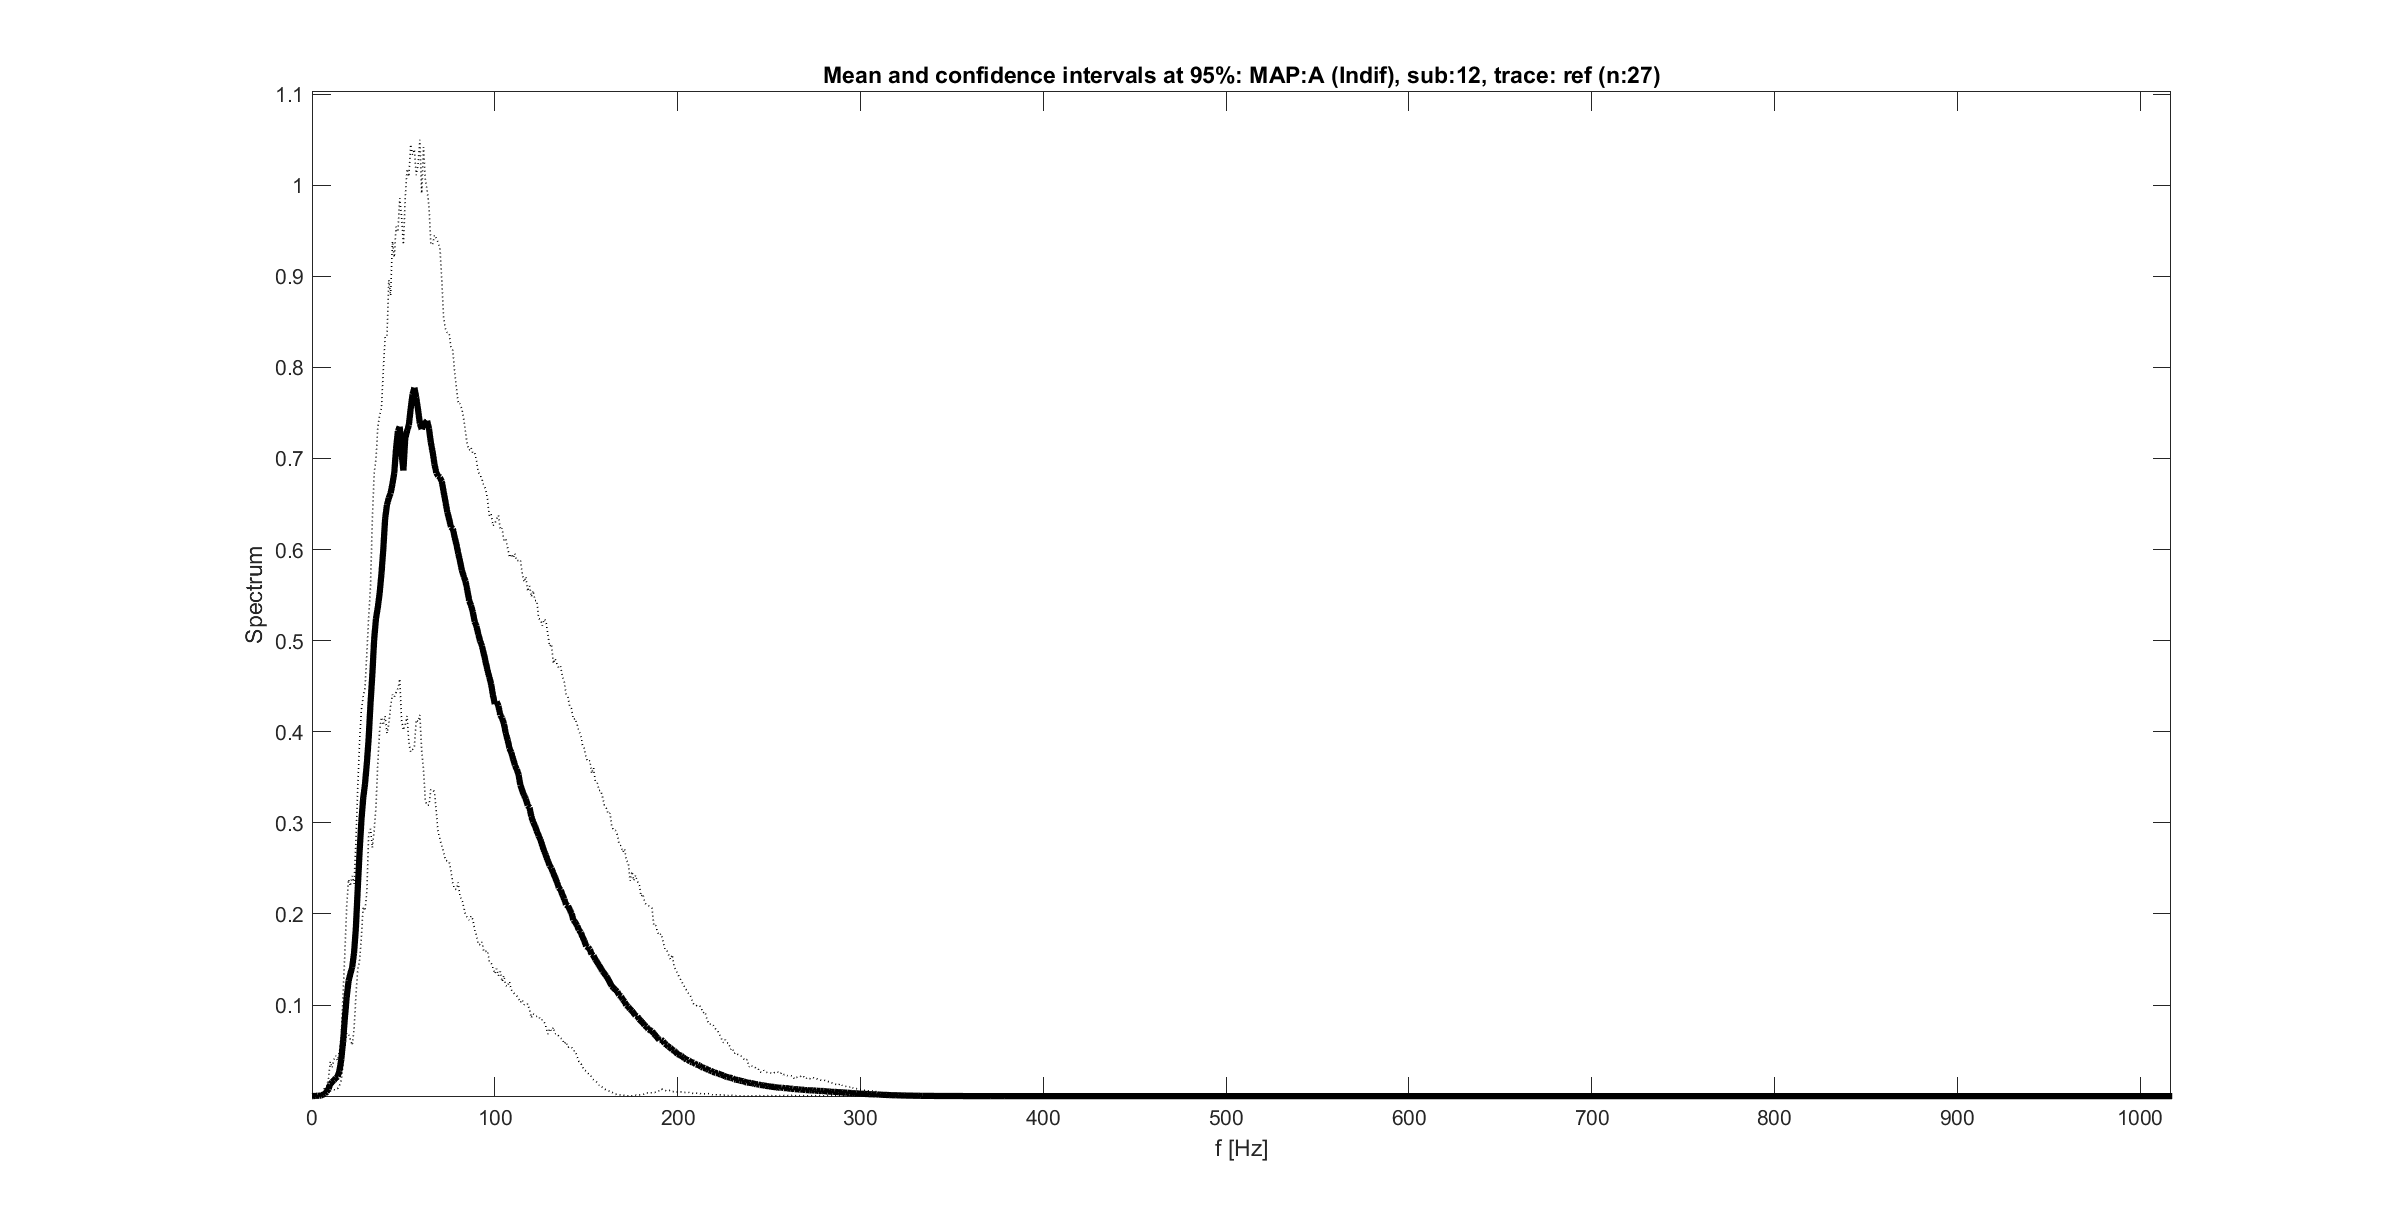 Mean and confidence intervals at 95%: MAP:A (Indif), sub:12, trace: ref (n:27)
1.1
1
0.9
0.8
0.7
0.6
Spectrum
0.5
0.4
0.3
0.2
0.1
0 100 200 300 400 500 600 700 800 900 1000
f [Hz]